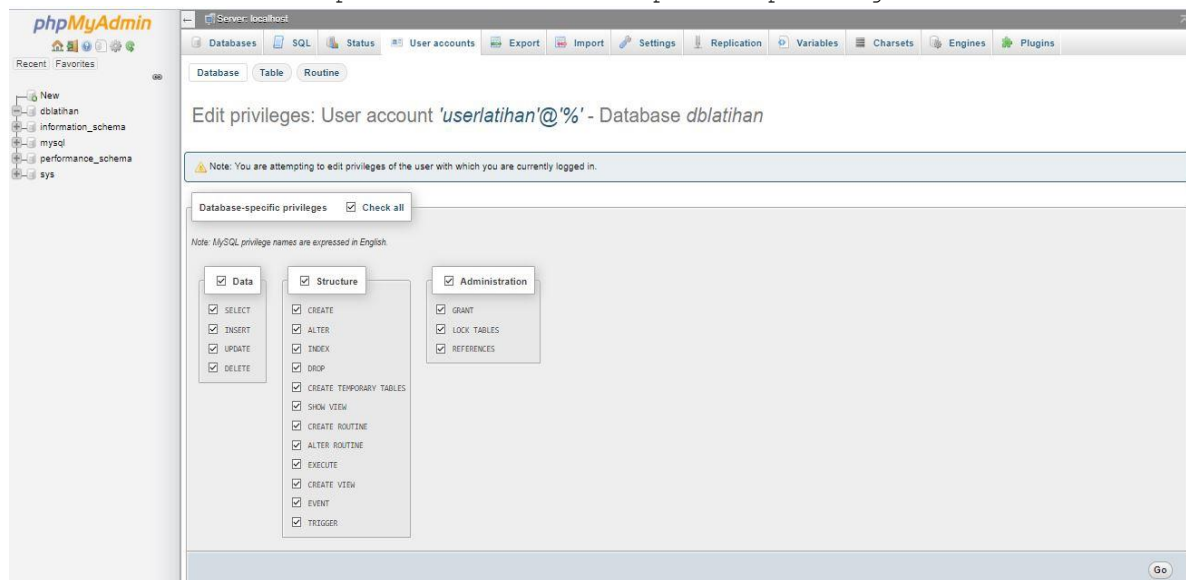 phpMyAdmin
Recent Favorites
New
dblatihan
information_schema
mysql
performance_schema
sys
Server: localhost
Databases SQL Status User accounts Export Import Settings Replication Variables Charsets Engines Plugins
Database Table Routine
Edit privileges: User account 'userlatihan'@'%' - Database dblatihan
Note: You are attempting to edit privileges of the user with which you are currently logged in.
Database-specific privileges Check all
Note: MySQL privilege names are expressed in English.
Data
SELECT
INSERT
UPDATE
DELETE
Structure
CREATE
ALTER
INDEX
DROP
CREATE TEMPORARY TABLES
SHOW VIEW
CREATE ROUTINE
ALTER ROUTINE
EXECUTE
CREATE VIEW
EVENT
TRIGGER
Administration
GRANT
LOCK TABLES
REFERENCES
Go